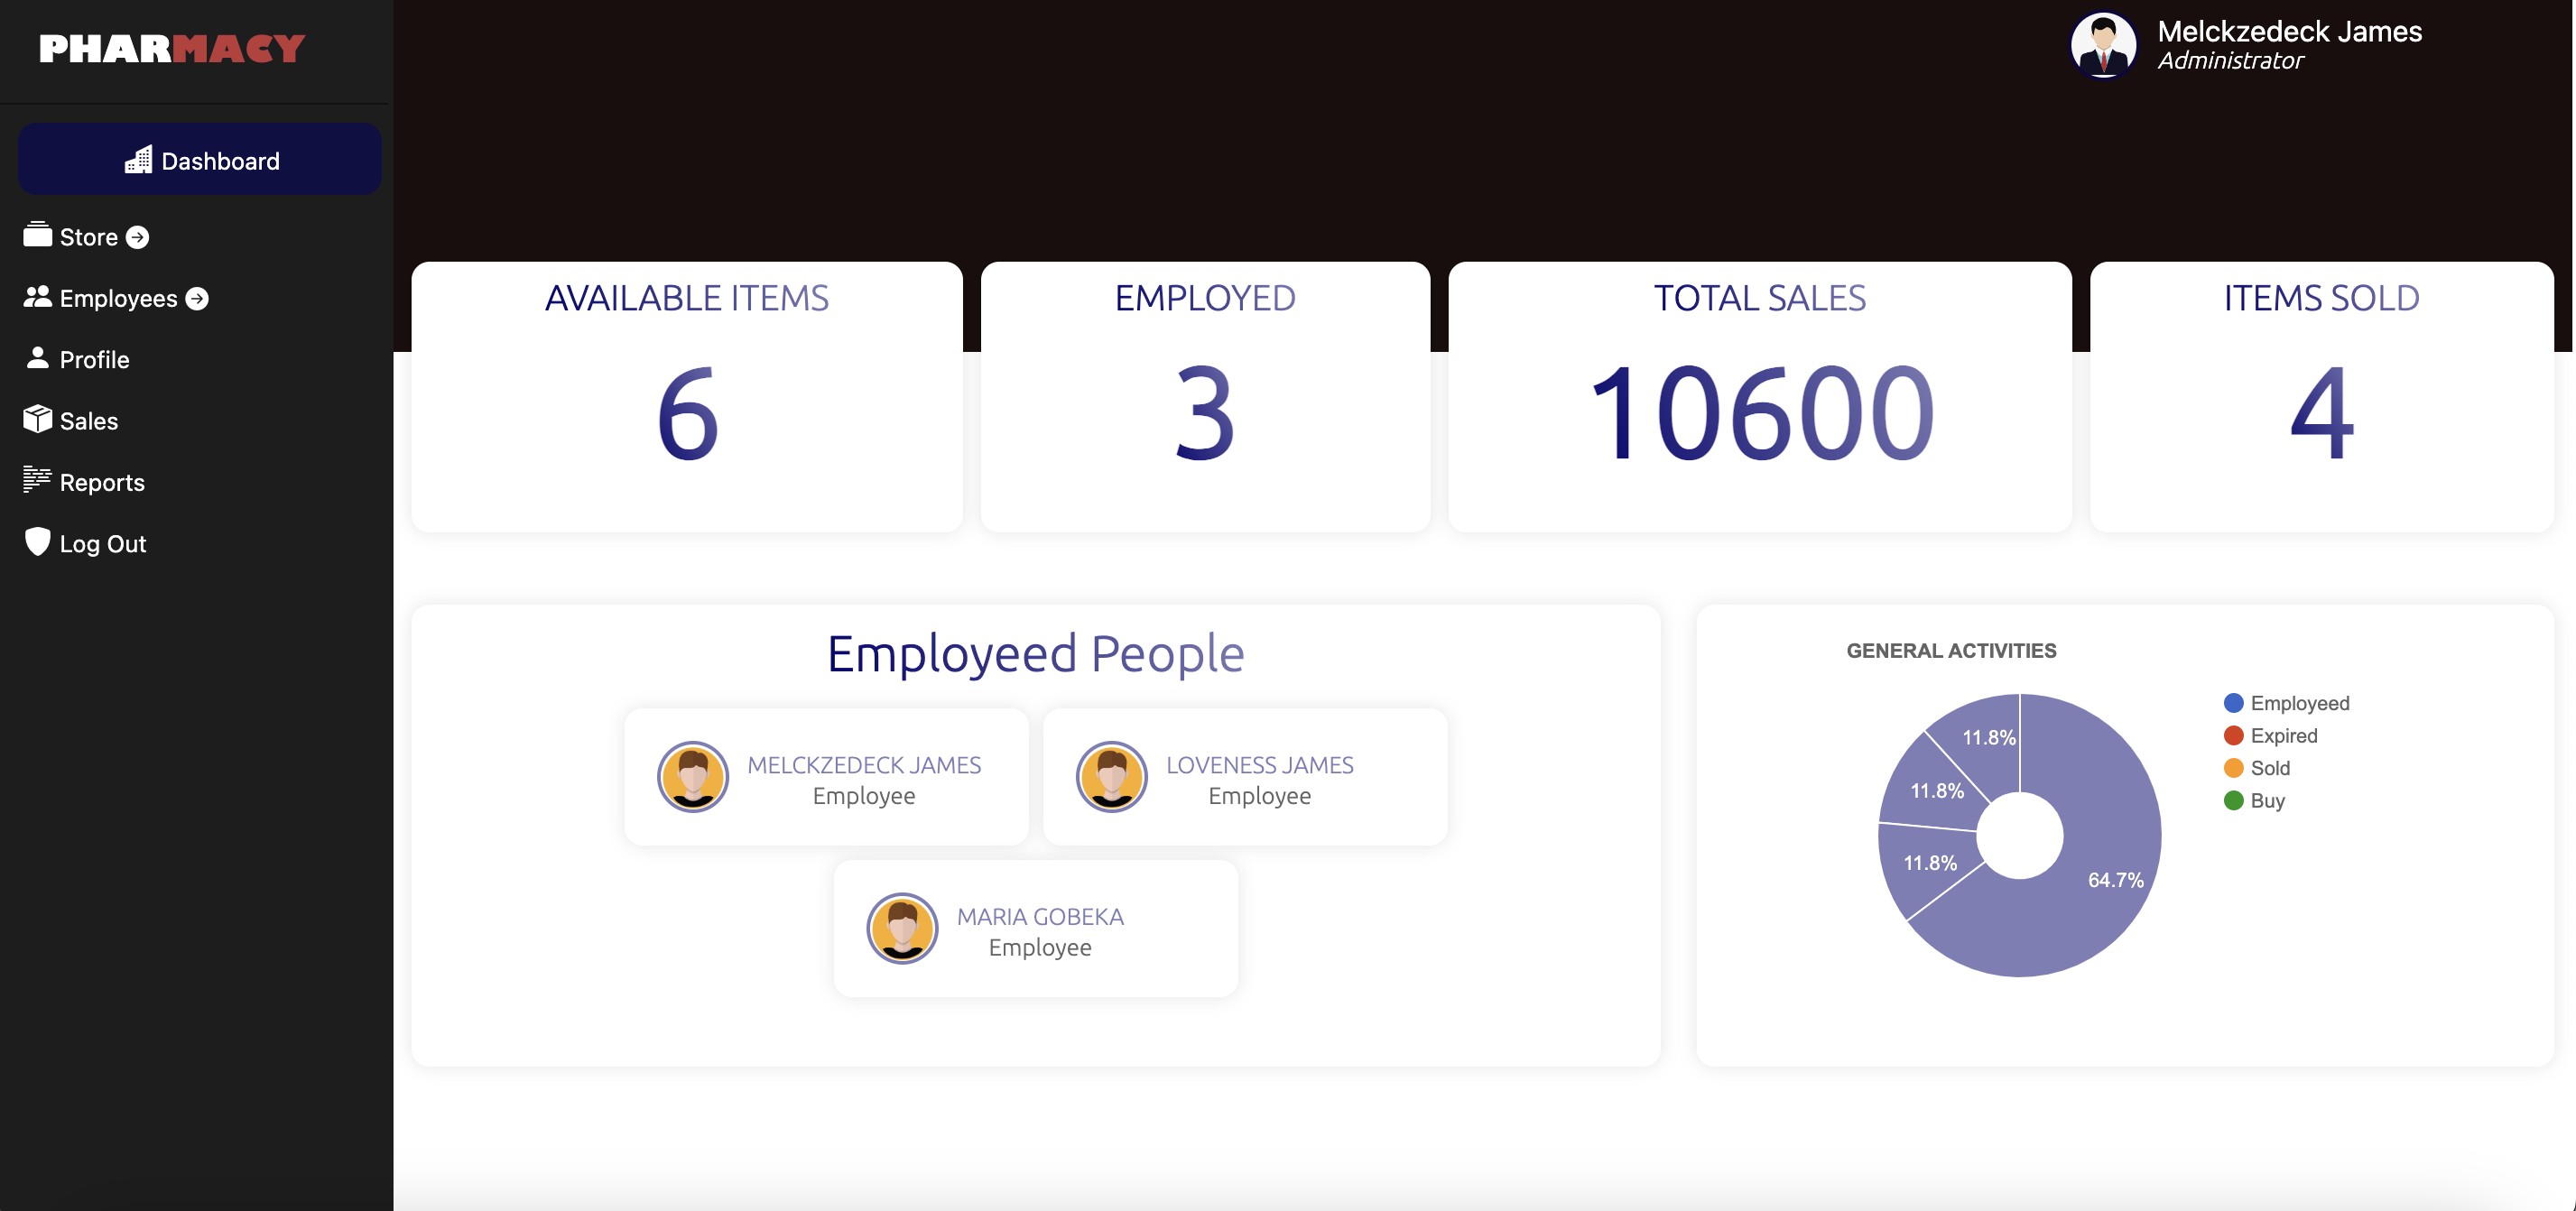 PHARMACY
Melckzedeck James
Administrator
Dashboard
Store
Employees
Profile
Sales
Reports
Log Out
AVAILABLE ITEMS
6
EMPLOYED
3
TOTAL SALES
10600
ITEMS SOLD
4
Employeed People
MELCKZEDECK JAMES
Employee
LOVENESS JAMES
Employee
MARIA GOBEKA
Employee
GENERAL ACTIVITIES
11.8%
11.8%
11.8%
64.7%
Employeed
Expired
Sold
Buy